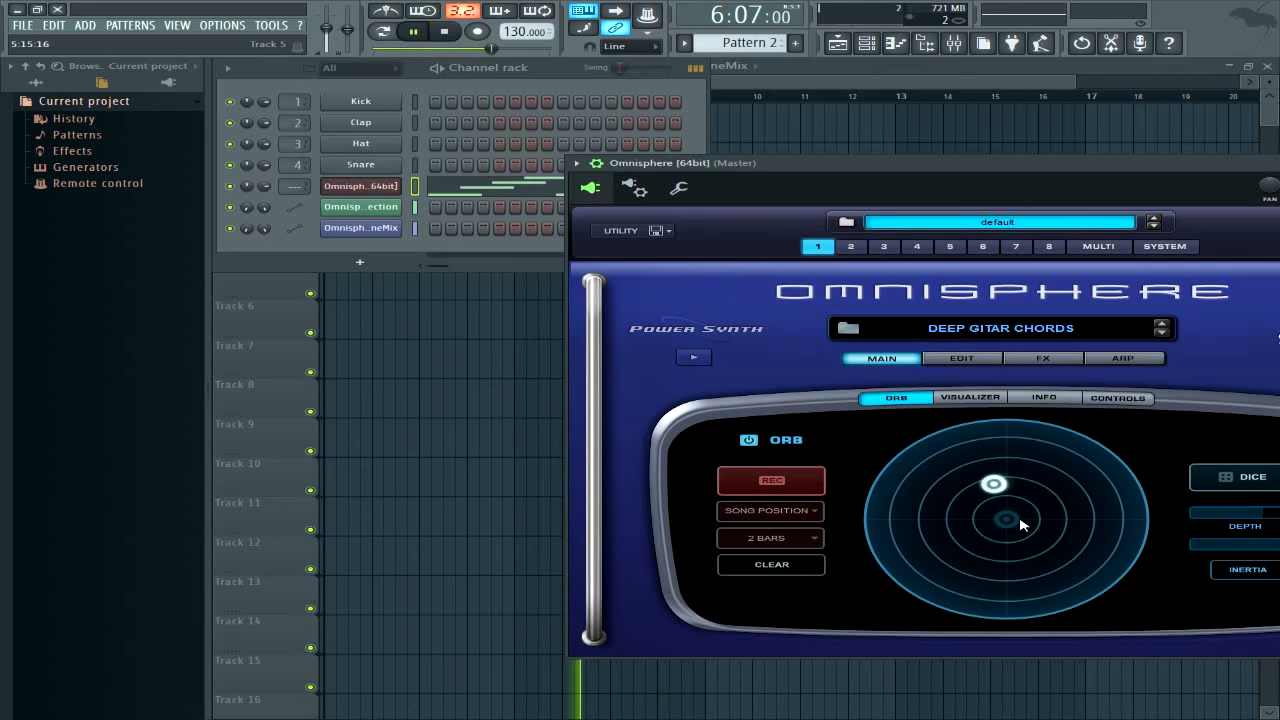 FILE EDIT ADD PATTERNS VIEW OPTIONS TOOLS ?
5:15:16 Track 5
3.2.
130.000
Line
6:07:00
Pattern 2
2
721 MB
2
Brows.. Current project
Current project
History
Patterns
Effects
Generators
Remote control
All Channel rack Swing
1 Kick
2 Clap
3 Hat
4 Snare
--- Omnisph..64bit]
Omnisp..ection
Omnisph..neMix
+
neMix
10 11 12 13 14 15 16 17 18 19 20
Track 6
Track 7
Track 8
Track 9
Track 10
Track 11
Track 12
Track 13
Track 14
Track 15
Track 16
Omnisphere [64bit] (Master)
PAN
UTILITY
default
1 2 3 4 5 6 7 8 MULTI SYSTEM
OMNISPHERE
POWER SYNTH
DEEP GITAR CHORDS
MAIN EDIT FX ARP
ORB VISUALIZER INFO CONTROLS
ORB
REC
SONG POSITION
2 BARS
CLEAR
DICE
DEPTH
INERTIA